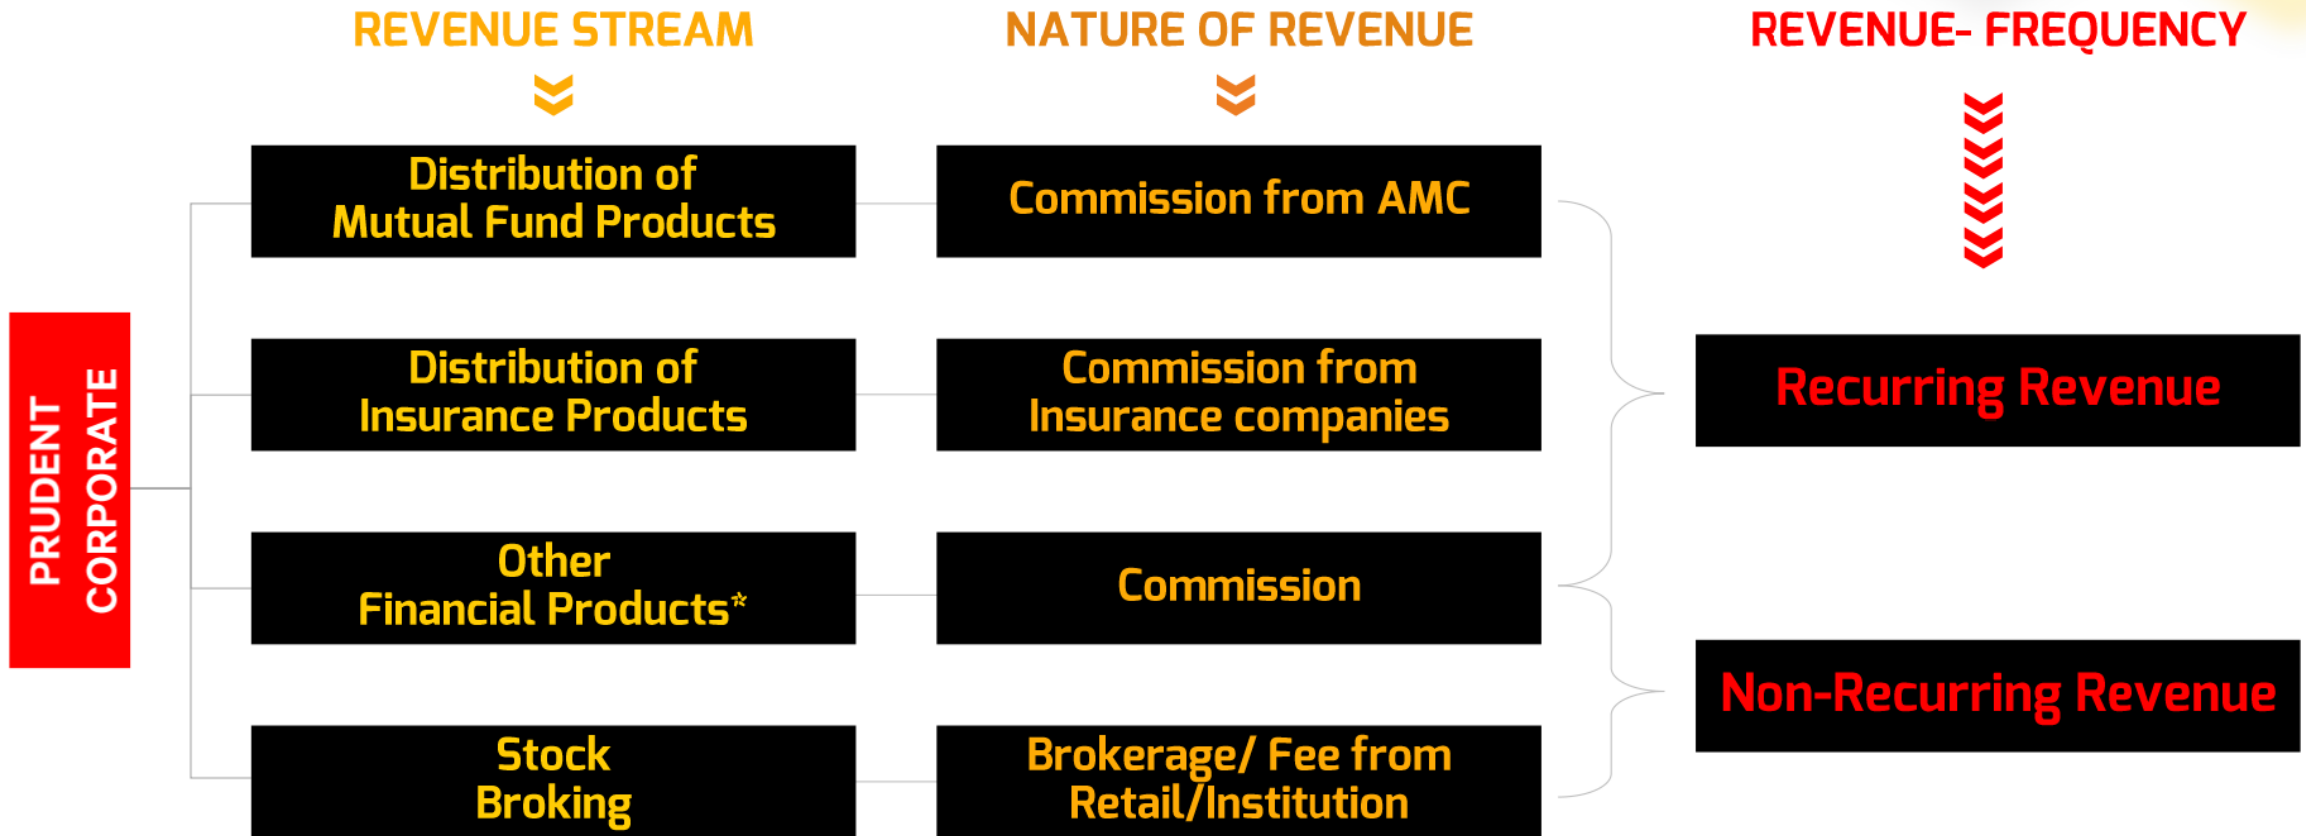 REVENUE STREAM
NATURE OF REVENUE
REVENUE- FREQUENCY
PRUDENT
CORPORATE
Distribution of
Mutual Fund Products
Commission from AMC
Distribution of
Insurance Products
Commission from
Insurance companies
Recurring Revenue
Other
Financial Products*
Commission
Non-Recurring Revenue
Stock
Broking
Brokerage/ Fee from
Retail/Institution